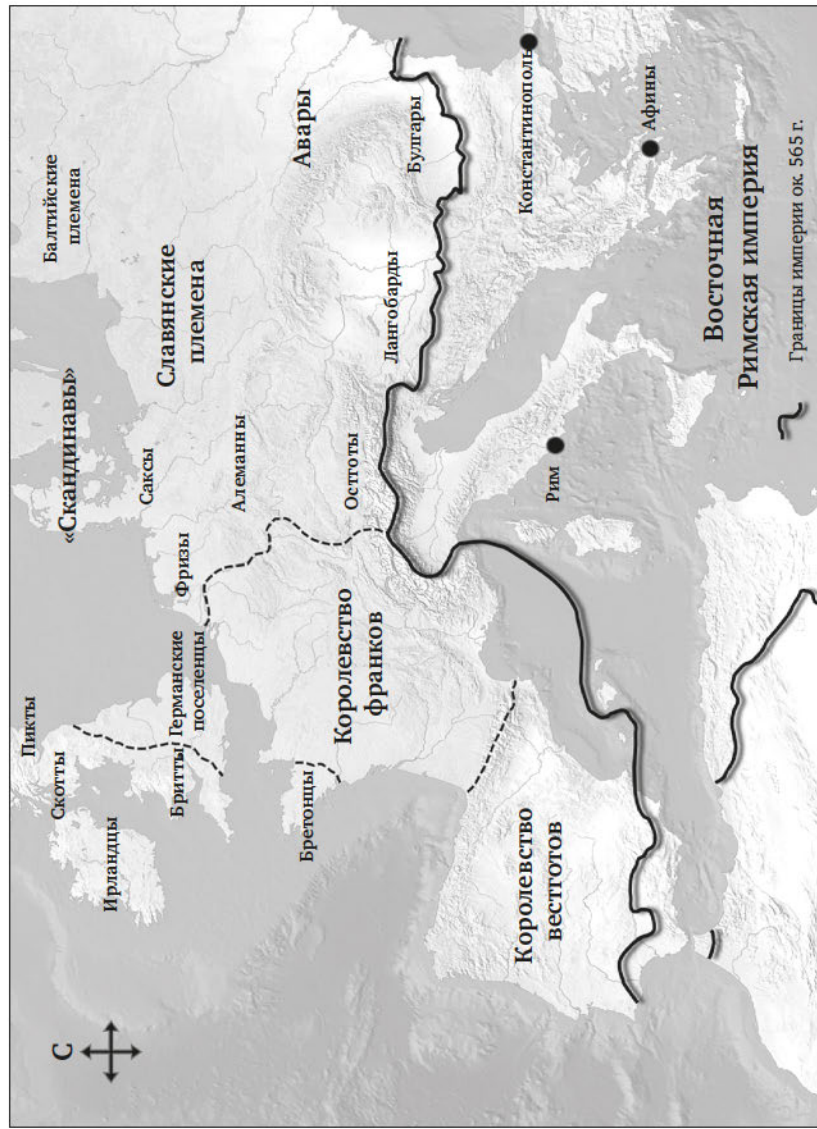 С
Пикты
Скотты
Ирландцы
Бритты
Германские
поселенцы
«Скандинавы»
Балтийские
племена
Славянские
племена
Саксы
Фризы
Алеманны
Авары
Булгары
Лангобарды
Остготы
Бретонцы
Королевство
франков
Королевство
вестготов
Рим
Константинополь
Афины
Восточная
Римская империя
Границы империи ок. 565 г.